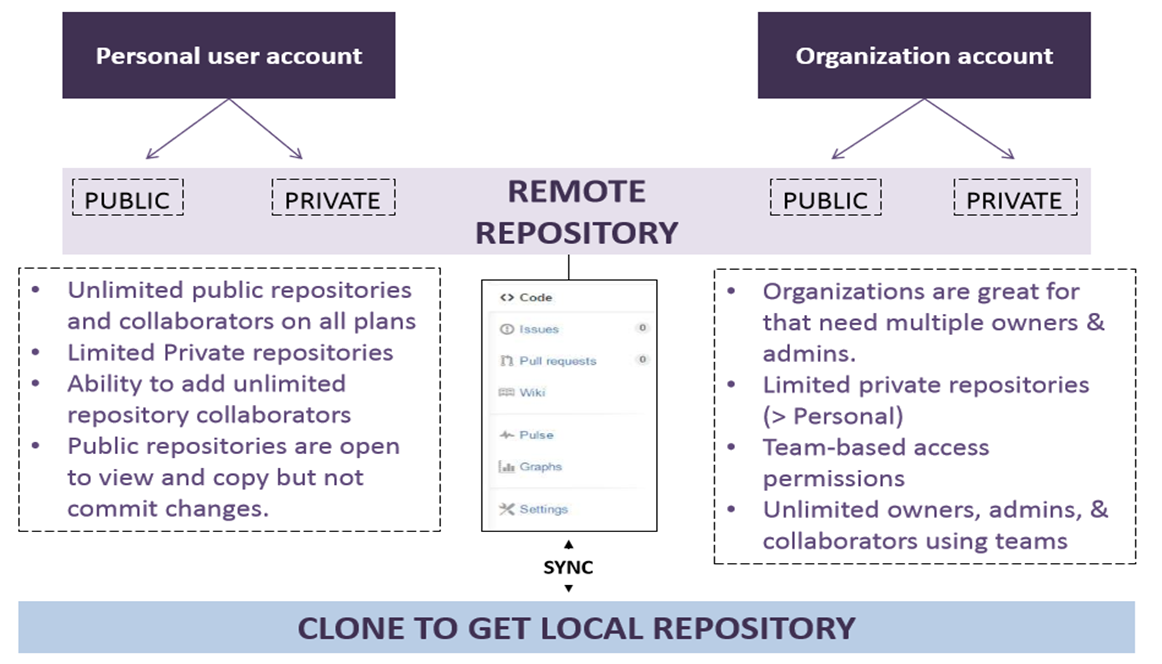 Personal user account
Organization account
PUBLIC
PRIVATE
REMOTE
REPOSITORY
PUBLIC
PRIVATE
• Unlimited public repositories
and collaborators on all plans
• Limited Private repositories
• Ability to add unlimited
repository collaborators
• Public repositories are open
to view and copy but not
commit changes.
<> Code
Issues 0
Pull requests 0
Wiki
Pulse
Graphs
Settings
• Organizations are great for
that need multiple owners &
admins.
• Limited private repositories
(> Personal)
• Team-based access
permissions
• Unlimited owners, admins, &
collaborators using teams
SYNC
CLONE TO GET LOCAL REPOSITORY